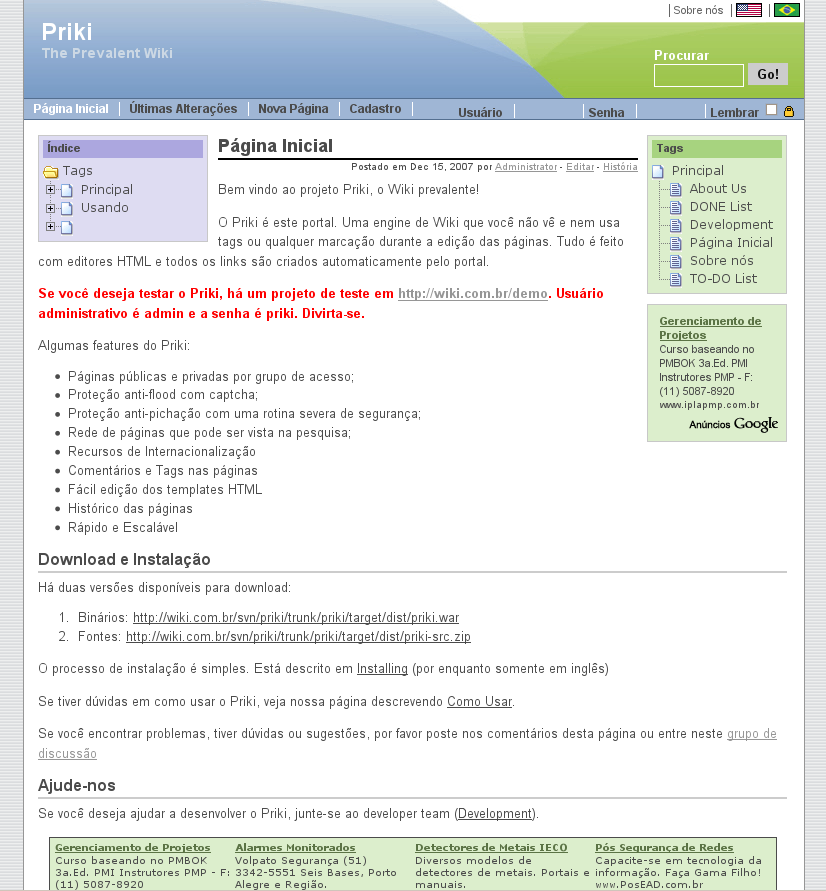 Sobre nós
Priki
The Prevalent Wiki
Procurar
Go!
Página Inicial
Últimas Alterações
Nova Página
Cadastro
Usuário
Senha
Lembrar
Índice
Tags
Principal
Usando
Página Inicial
Postado em Dec 15, 2007 por Administrator - Editar - História
Bem vindo ao projeto Priki, o Wiki prevalente!
O Priki é este portal. Uma engine de Wiki que você não vê e nem usa
tags ou qualquer marcação durante a edição das páginas. Tudo é feito
com editores HTML e todos os links são criados automaticamente pelo portal.
Se você deseja testar o Priki, há um projeto de teste em http://wiki.com.br/demo. Usuário
administrativo é admin e a senha é priki. Divirta-se.
Algumas features do Priki:
• Páginas públicas e privadas por grupo de acesso;
• Proteção anti-flood com captcha;
• Proteção anti-pichação com uma rotina severa de segurança;
• Rede de páginas que pode ser vista na pesquisa;
• Recursos de Internacionalização
• Comentários e Tags nas páginas
• Fácil edição dos templates HTML
• Histórico das páginas
• Rápido e Escalável
Tags
Principal
About Us
DONE List
Development
Página Inicial
Sobre nós
TO-DO List
Gerenciamento de
Projetos
Curso baseando no
PMBOK 3a.Ed. PMI
Instrutores PMP - F:
(11) 5087-8920
www.iplapmp.com.br
Anúncios Google
Download e Instalação
Há duas versões disponíveis para download:
1. Binários: http://wiki.com.br/svn/priki/trunk/priki/target/dist/priki.war
2. Fontes: http://wiki.com.br/svn/priki/trunk/priki/target/dist/priki-src.zip
O processo de instalação é simples. Está descrito em Installing (por enquanto somente em inglês)
Se tiver dúvidas em como usar o Priki, veja nossa página descrevendo Como Usar.
Se você encontrar problemas, tiver dúvidas ou sugestões, por favor poste nos comentários desta página ou entre neste grupo de
discussão
Ajude-nos
Se você deseja ajudar a desenvolver o Priki, junte-se ao developer team (Development).
Gerenciamento de Projetos
Curso baseando no PMBOK
3a.Ed. PMI Instrutores PMP - F:
(11) 5087-8920
Alarmes Monitorados
Volpato Segurança (51)
3342-5551 Seis Bases, Porto
Alegre e Região.
Detectores de Metais IECO
Diversos modelos de
detectores de metais. Portais e
manuais.
Pós Segurança de Redes
Capacite-se em tecnologia da
informação. Faça Gama Filho!
www.PosEAD.com.br